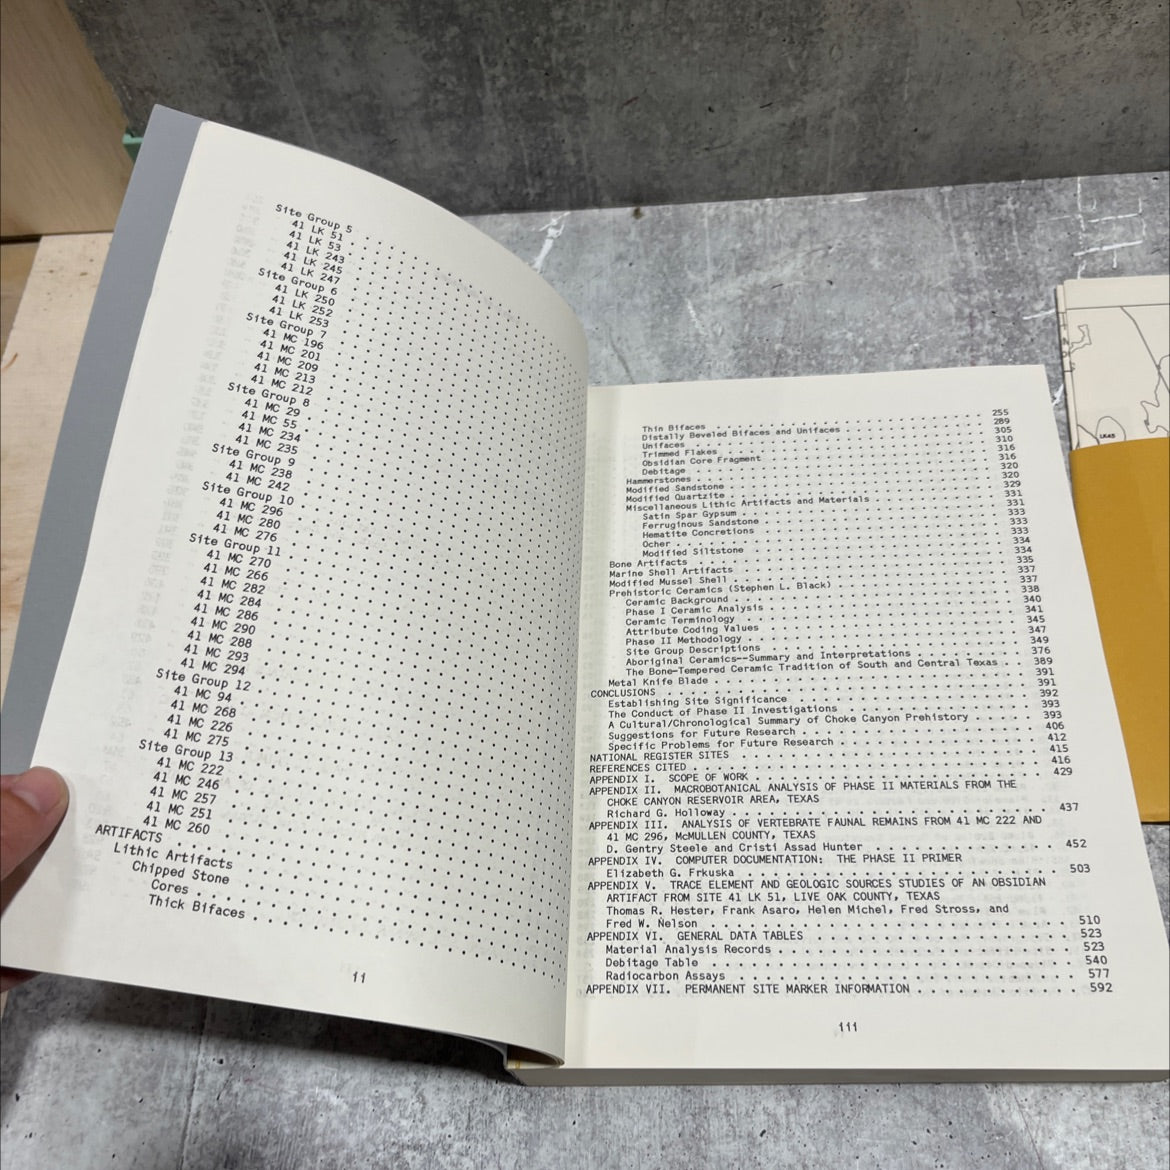 Site Group 5
41 LK 51
41 LK 53
41 LK 243
41 LK 245
41 LK 247
Site Group 6
41 LK 250
41 LK 252
41 LK 253
Site Group 7
41 MC 196
41 MC 201
41 MC 209
41 MC 213
41 MC 212
Site Group 8
41 MC 29
41 MC 55
41 MC 234
41 MC 235
Site Group 9
41 MC 238
41 MC 242
Site Group 10
41 MC 296
41 MC 280
41 MC 276
Site Group 11
41 MC 270
41 MC 266
41 MC 282
41 MC 284
41 MC 286
41 MC 290
41 MC 288
41 MC 293
41 MC 294
Site Group 12
41 MC 94
41 MC 268
41 MC 226
41 MC 275
Site Group 13
41 MC 222
41 MC 246
41 MC 257
41 MC 251
41 MC 260
ARTIFACTS
Lithic Artifacts
Chipped Stone
Cores
Thick Bifaces
ii
Thin Bifaces . . . 255
Distally Beveled Bifaces and Unifaces . . . 289
Unifaces . . . 305
Trimmed Flakes . . . 310
Obsidian Core Fragment . . . 316
Debitage . . . 316
Hammerstones . . . 320
Modified Sandstone . . . 320
Modified Quartzite . . . 329
Miscellaneous Lithic Artifacts and Materials . . . 331
Satin Spar Gypsum . . . 331
Ferruginous Sandstone . . . 333
Hematite Concretions . . . 333
Ocher . . . 333
Modified Siltstone . . . 334
Bone Artifacts . . . 334
Marine Shell Artifacts . . . 335
Modified Mussel Shell . . . 337
Prehistoric Ceramics (Stephen L. Black) . . . 337
Ceramic Background . . . 338
Phase I Ceramic Analysis . . . 340
Ceramic Terminology . . . 341
Attribute Coding Values . . . 345
Phase II Methodology . . . 347
Site Group Descriptions . . . 349
Aboriginal Ceramics--Summary and Interpretations . . . 376
The Bone-Tempered Ceramic Tradition of South and Central Texas . . 389
Metal Knife Blade . . . 391
CONCLUSIONS . . . 391
Establishing Site Significance . . . 392
The Conduct of Phase II Investigations . . . 393
A Cultural/Chronological Summary of Choke Canyon Prehistory . . . 393
Suggestions for Future Research . . . 406
Specific Problems for Future Research . . . 412
NATIONAL REGISTER SITES . . . 415
REFERENCES CITED . . . 416
APPENDIX I. SCOPE OF WORK . . . 429
APPENDIX II. MACROBOTANICAL ANALYSIS OF PHASE II MATERIALS FROM THE
CHOKE CANYON RESERVOIR AREA, TEXAS
Richard G. Holloway . . . 437
APPENDIX III. ANALYSIS OF VERTEBRATE FAUNAL REMAINS FROM 41 MC 222 AND
41 MC 296, McMULLEN COUNTY, TEXAS
D. Gentry Steele and Cristi Assad Hunter . . . 452
APPENDIX IV. COMPUTER DOCUMENTATION: THE PHASE II PRIMER
Elizabeth G. Frkuska . . . 503
APPENDIX V. TRACE ELEMENT AND GEOLOGIC SOURCES STUDIES OF AN OBSIDIAN
ARTIFACT FROM SITE 41 LK 51, LIVE OAK COUNTY, TEXAS
Thomas R. Hester, Frank Asaro, Helen Michel, Fred Stross, and
Fred W. Nelson . . . 510
APPENDIX VI. GENERAL DATA TABLES . . . 523
Material Analysis Records . . . 523
Debitage Table . . . 540
Radiocarbon Assays . . . 577
APPENDIX VII. PERMANENT SITE MARKER INFORMATION . . . 592
iii